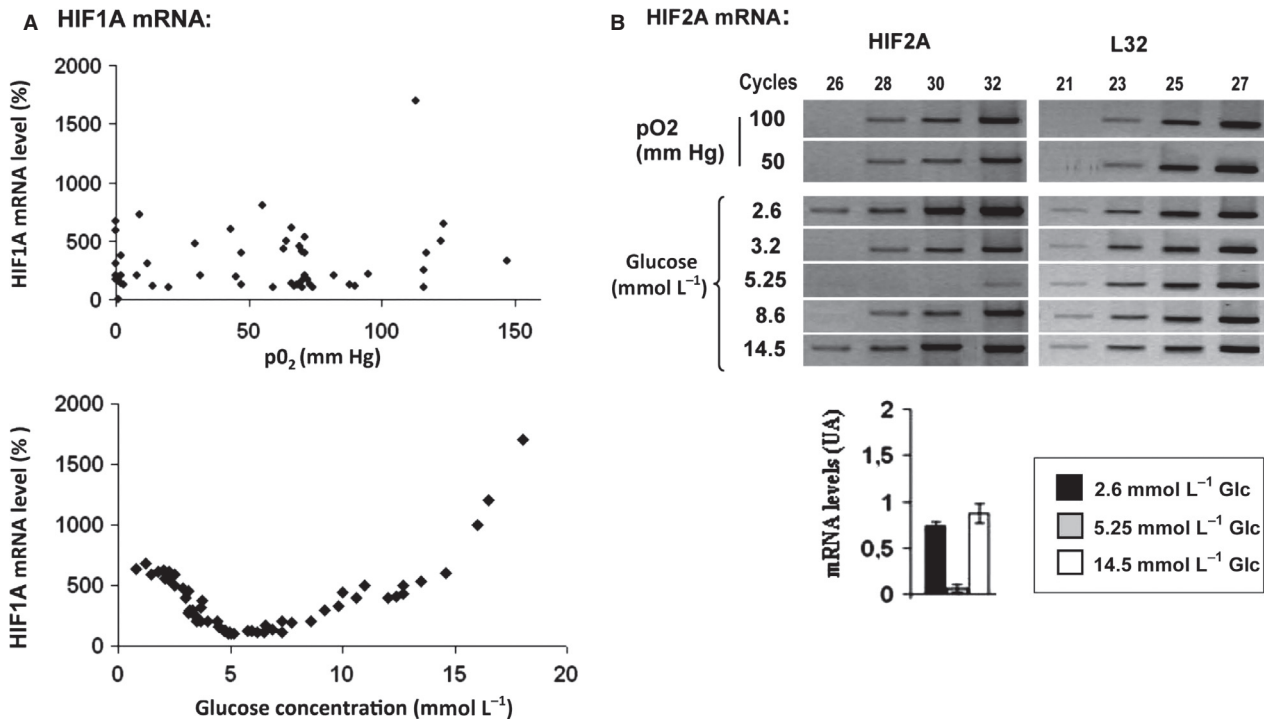 A HIF1A mRNA:
HIF1A mRNA level (%)
2000
1500
1000
500
0
0 50 100 150
p0₂ (mm Hg)
HIF1A mRNA level (% )
2000
1500
1000
500
0
0 5 10 15 20
Glucose concentration (mmol L⁻¹)
B HIF2A mRNA:
HIF2A L32
Cycles 26 28 30 32 21 23 25 27
pO2
(mm Hg)
100
50
Glucose
(mmol L⁻¹)
2.6
3.2
5.25
8.6
14.5
mRNA levels (UA)
2
1,5
1
0,5
0
2.6 mmol L⁻¹ Glc
5.25 mmol L⁻¹ Glc
14.5 mmol L⁻¹ Glc